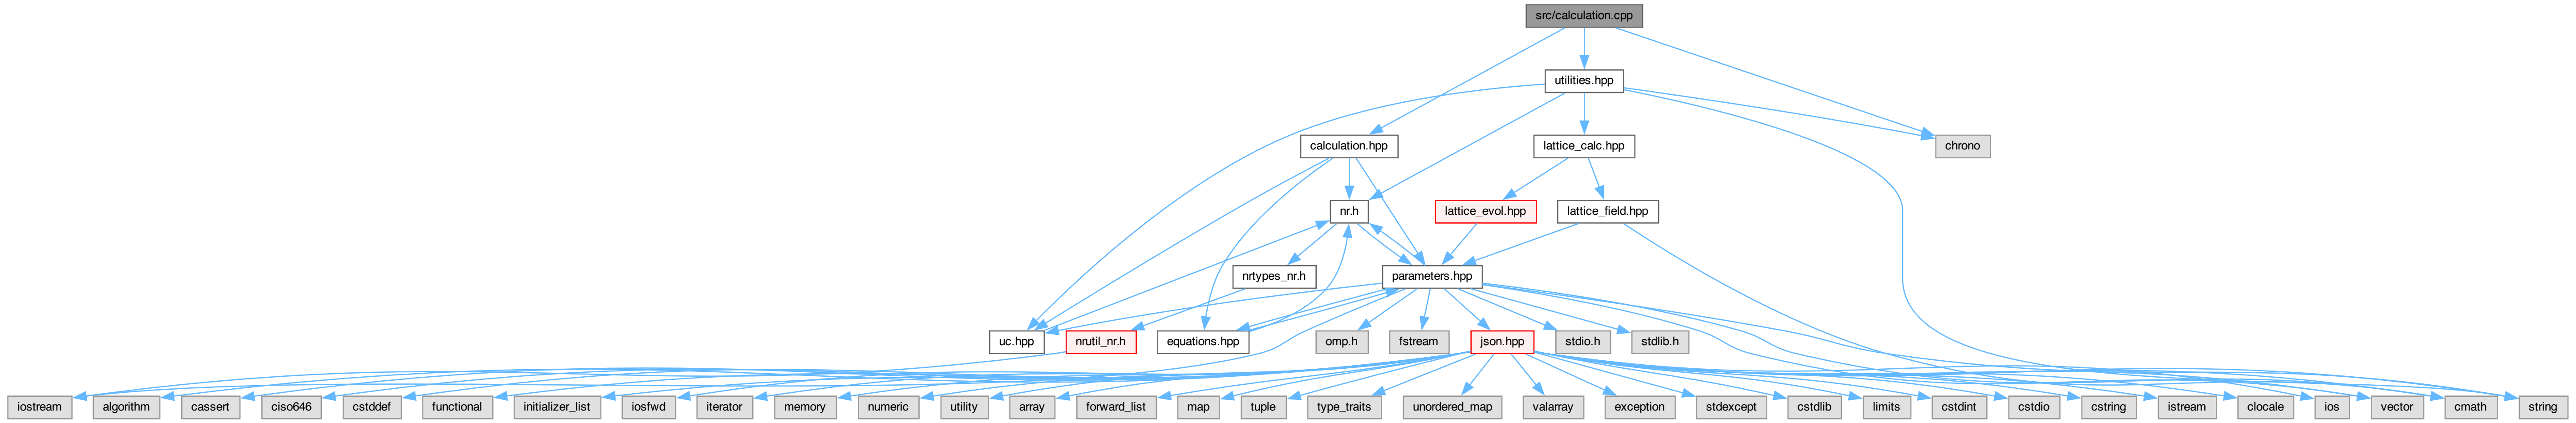 src/calculation.cpp
utilities.hpp
calculation.hpp
lattice_calc.hpp
chrono
nr.h
lattice_evol.hpp
lattice_field.hpp
nrtypes_nr.h
parameters.hpp
uc.hpp
nrutil_nr.h
equations.hpp
omp.h
fstream
json.hpp
stdio.h
stdlib.h
iostream
algorithm
cassert
ciso646
cstddef
functional
initializer_list
iosfwd
iterator
memory
numeric
utility
array
forward_list
map
tuple
type_traits
unordered_map
valarray
exception
stdexcept
cstdlib
limits
cstdint
cstdio
cstring
istream
clocale
ios
vector
cmath
string